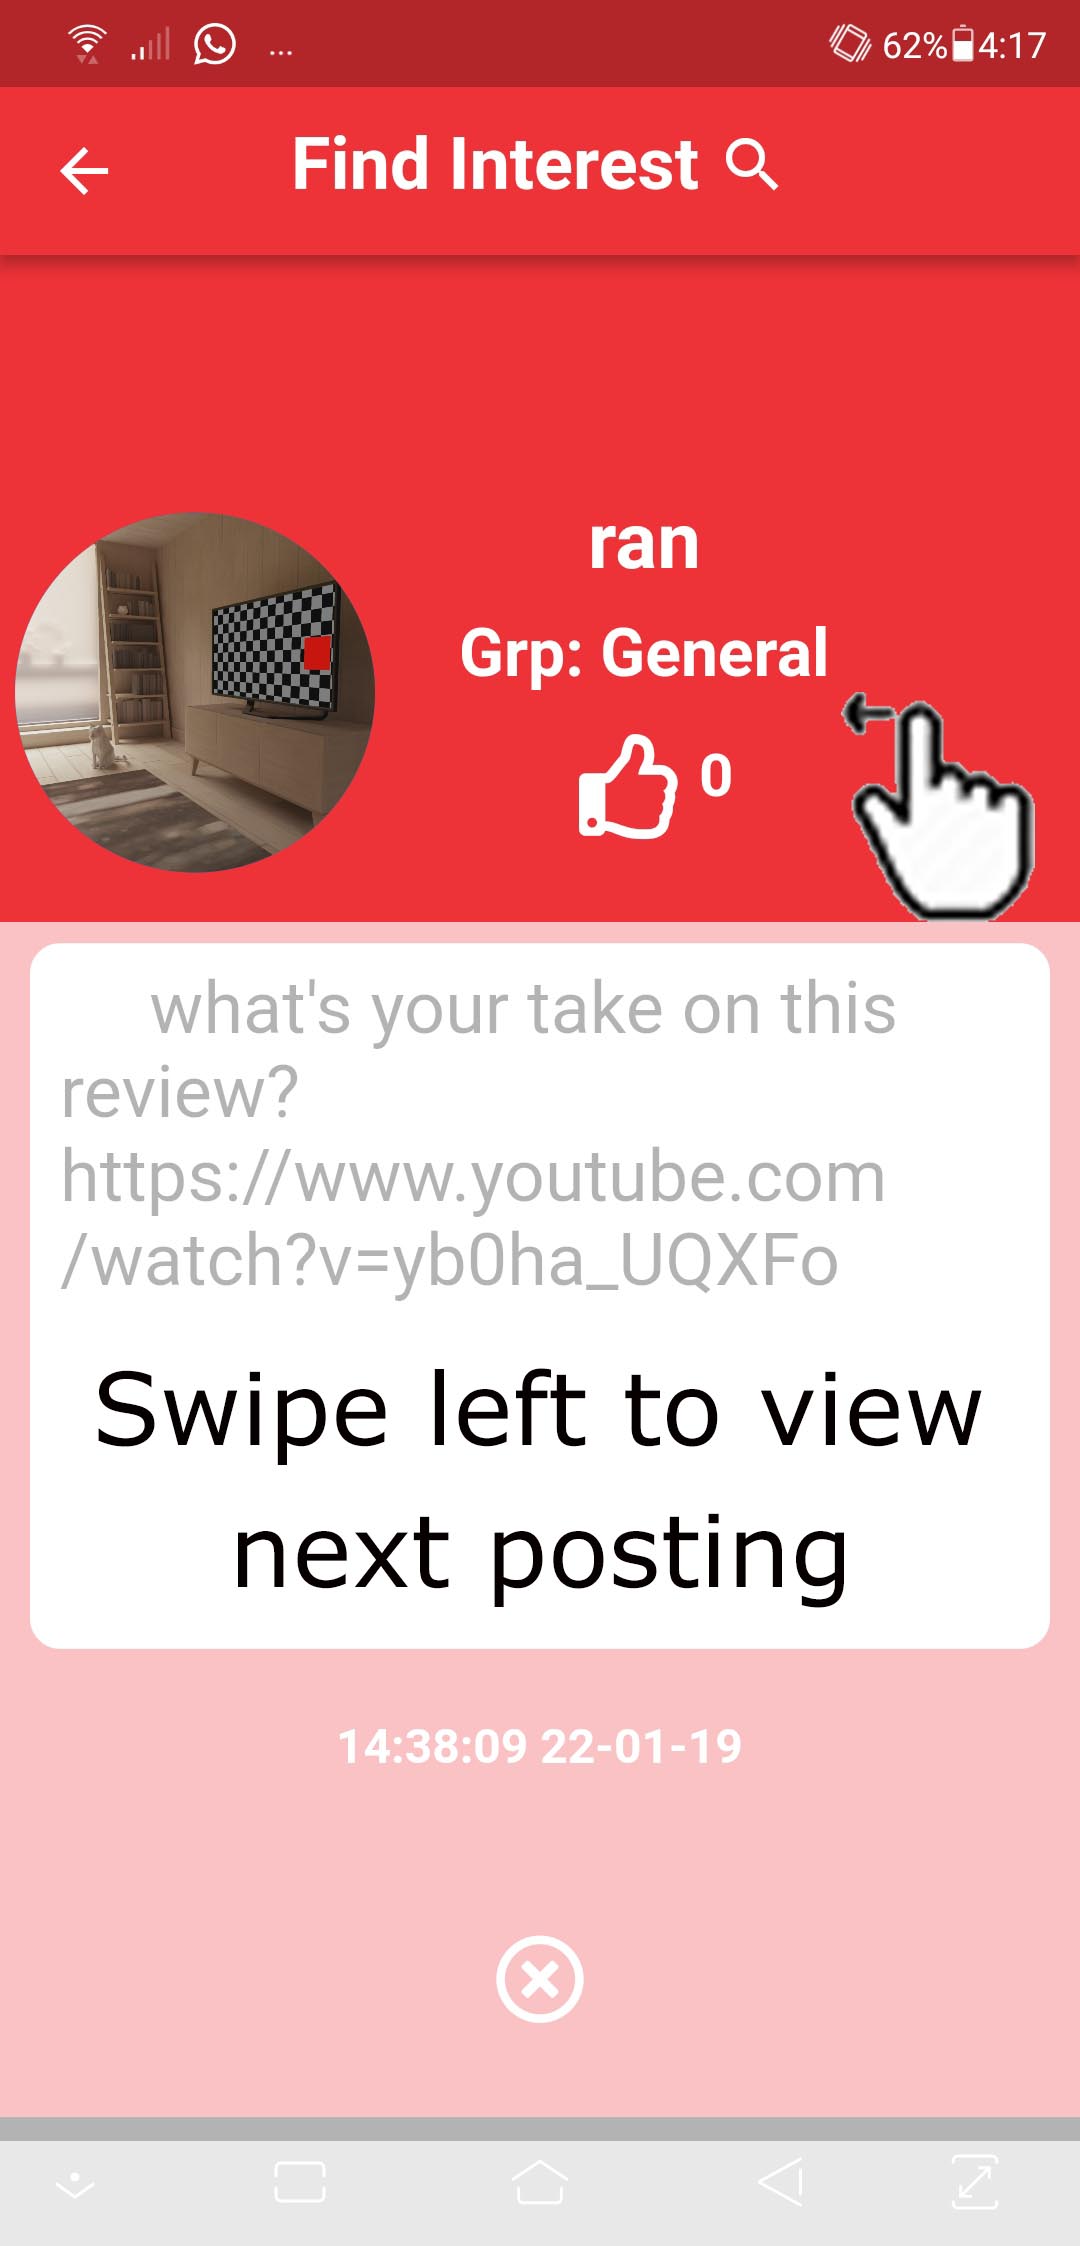 ... 62% 4:17
Find Interest
ran
Grp: General
0
what's your take on this
review?
https://www.youtube.com
/watch?v=yb0ha_UQXFo
Swipe left to view
next posting
14:38:09 22-01-19